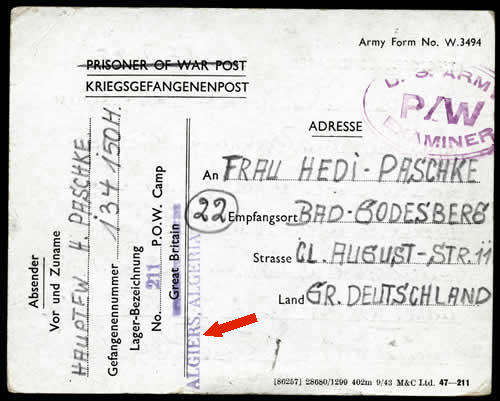 Army Form No. W.3494
PRISONER OF WAR POST
KRIEGSGEFANGENENPOST
U. S. ARMY
P/W
EXAMINER
ADRESSE
An FRAU HEDI-PASCHKE
22 Empfangsort BAD-GODESBERG
Strasse CL. AUGUST-STR. 11
Land GR. DEUTSCHLAND
Absender
Vor und Zuname
HAUPTFW. H. PASCHKE
Gefangenennummer 134150H.
Lager-Bezeichnung
No. 211 P.O.W. Camp
Great Britain
ALGIERS, ALGERIA
[86257] 28680/1299 402m 9/43 M&C Ltd. 47—211